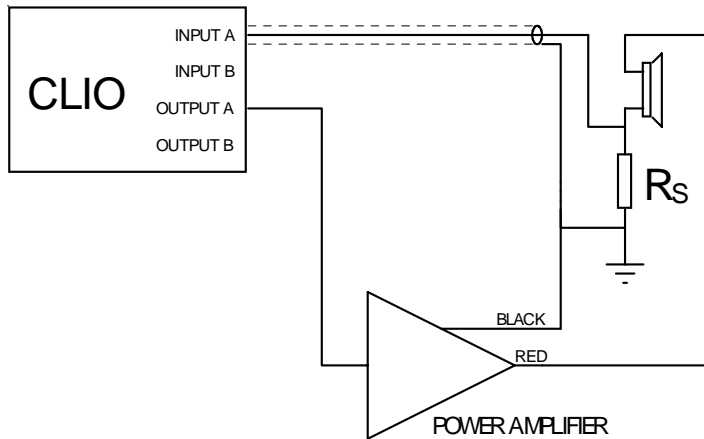 INPUT A
INPUT B
CLIO
OUTPUT A
OUTPUT B
RS
BLACK
RED
POWER AMPLIFIER